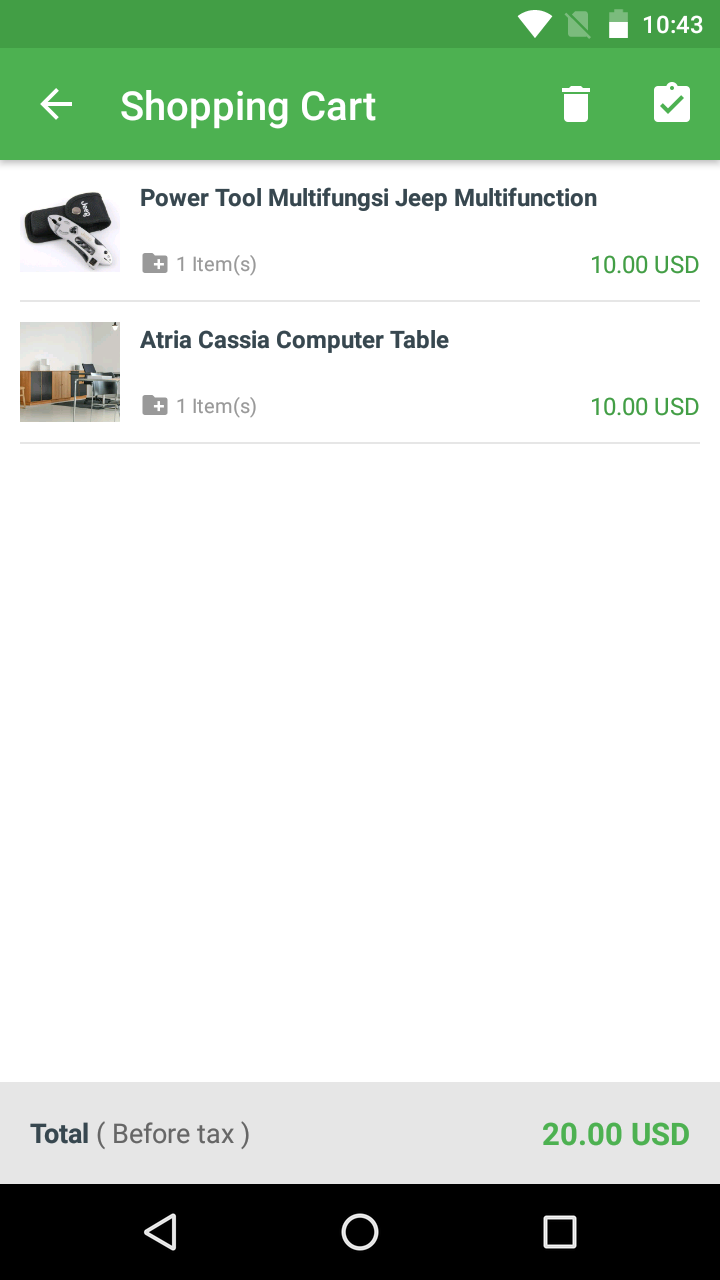 10:43
Shopping Cart
Power Tool Multifungsi Jeep Multifunction
Jeep
1 Item(s) 10.00 USD
Atria Cassia Computer Table
1 Item(s) 10.00 USD
Total ( Before tax ) 20.00 USD